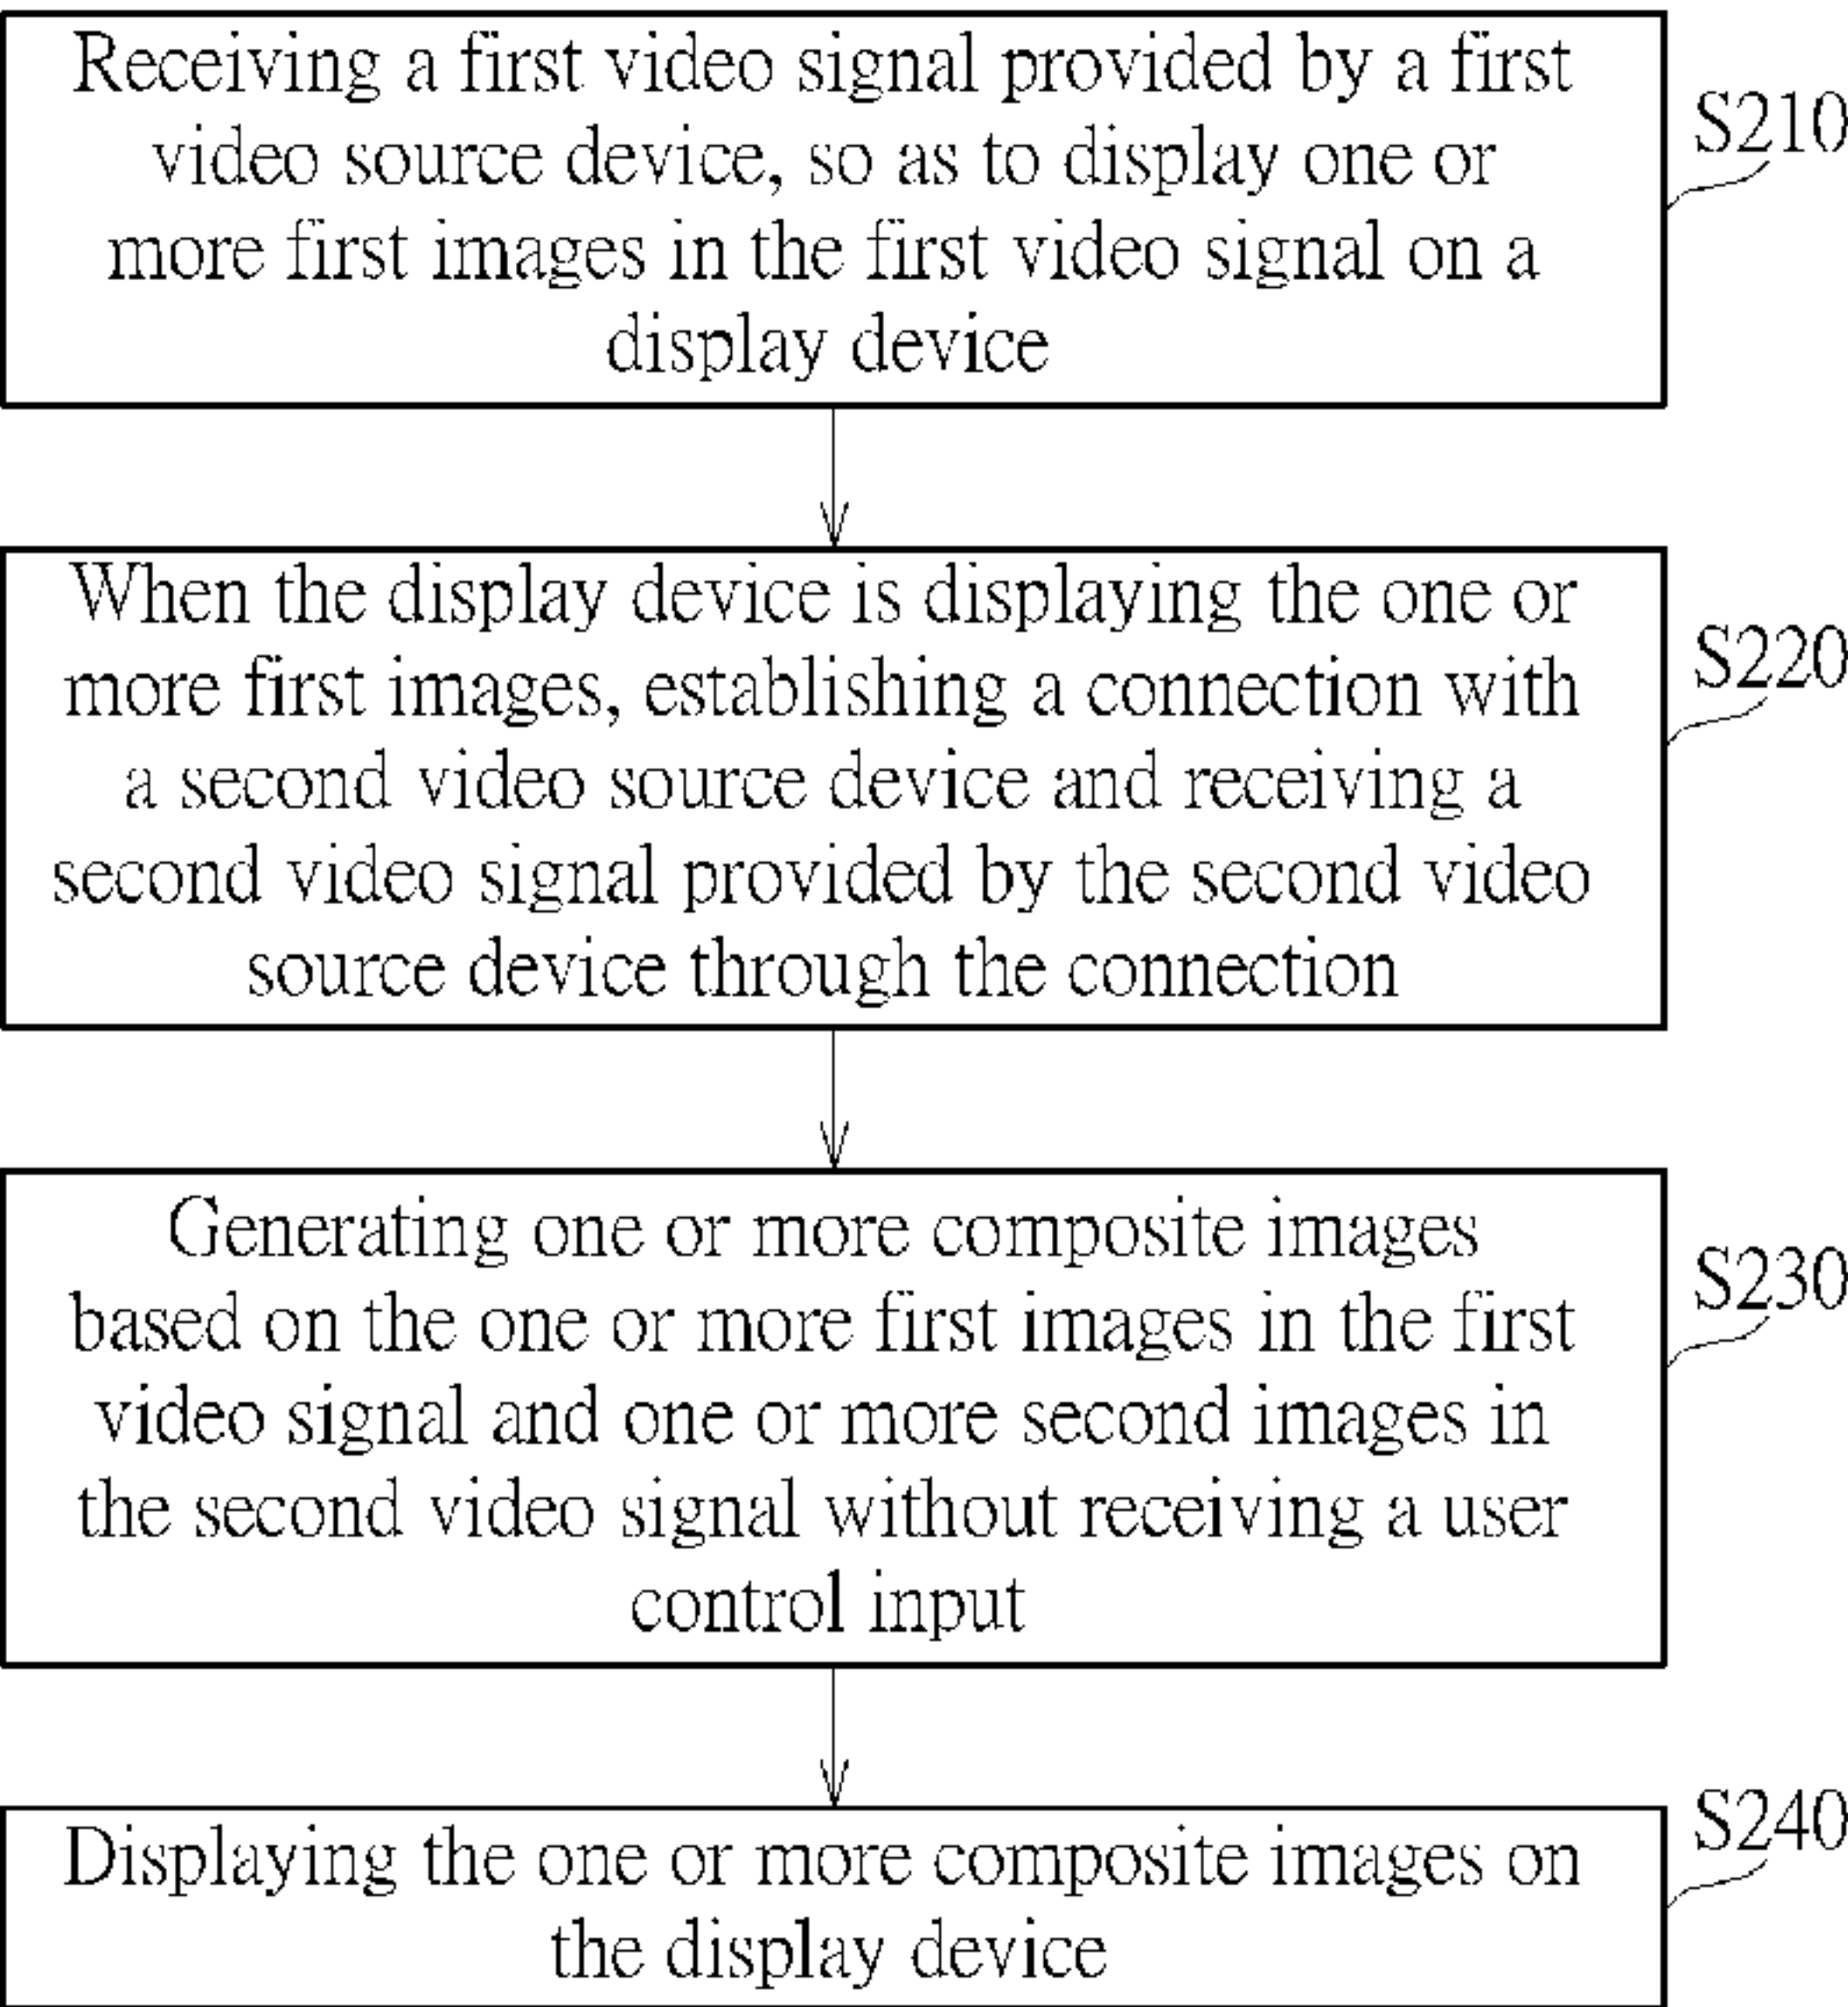 Receiving a first video signal provided by a first
video source device, so as to display one or
more first images in the first video signal on a
display device
S210
When the display device is displaying the one or
more first images, establishing a connection with
a second video source device and receiving a
second video signal provided by the second video
source device through the connection
S220
Generating one or more composite images
based on the one or more first images in the first
video signal and one or more second images in
the second video signal without receiving a user
control input
S230
Displaying the one or more composite images on
the display device
S240